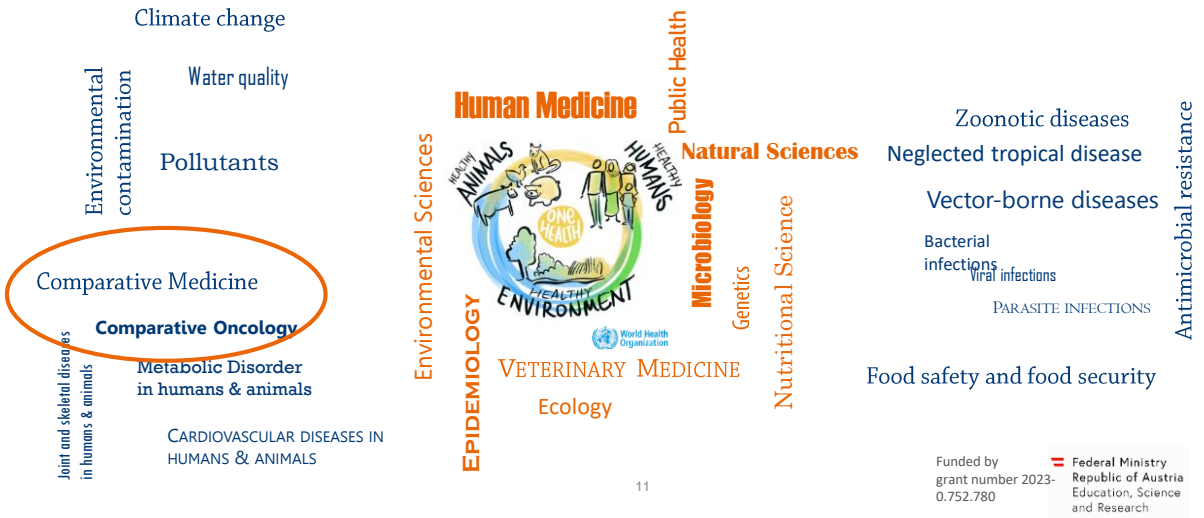 Climate change
Water quality
Environmental
contamination
Pollutants
Comparative Medicine
Comparative Oncology
Joint and skeletal diseases
in humans & animals
Metabolic Disorder
in humans & animals
CARDIOVASCULAR DISEASES IN
HUMANS & ANIMALS
Human Medicine
Public Health
Environmental Sciences
HEALTHY
ANIMALS
HEALTHY
HUMANS
ONE
HEALTH
HEALTHY
ENVIRONMENT
World Health
Organization
Natural Sciences
Microbiology
Genetics
Nutritional Science
EPIDEMIOLOGY
VETERINARY MEDICINE
Ecology
Zoonotic diseases
Neglected tropical disease
Vector-borne diseases
Bacterial
infections
Viral infections
PARASITE INFECTIONS
Antimicrobial resistance
Food safety and food security
11
Funded by
grant number 2023-
0.752.780
Federal Ministry
Republic of Austria
Education, Science
and Research